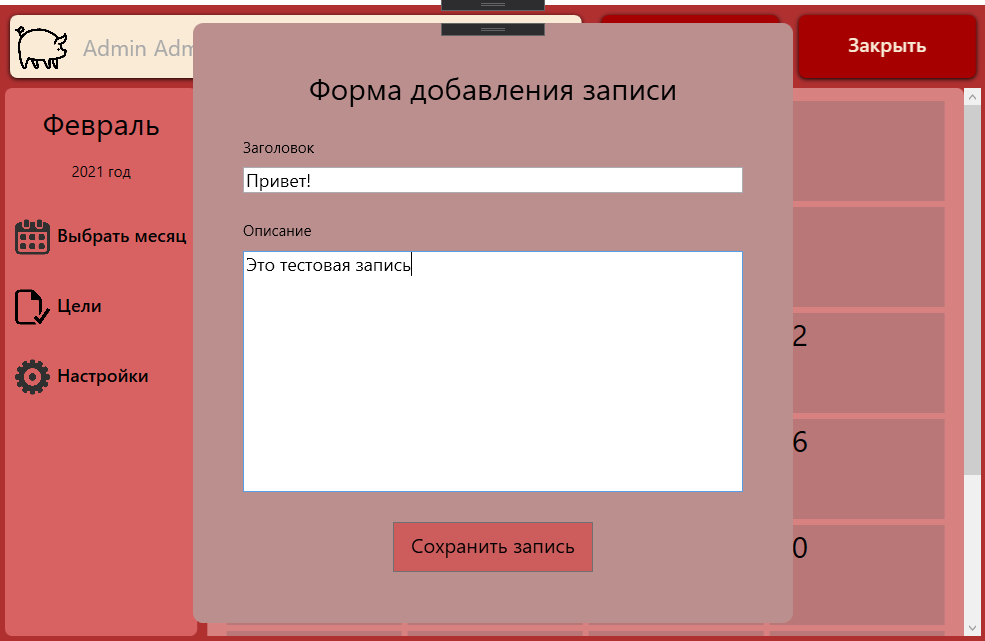 Admin Adm
Закрыть
Февраль
2021 год
Выбрать месяц
Цели
Настройки
Форма добавления записи
Заголовок
Привет!
Описание
Это тестовая запись
Сохранить запись
2
6
0